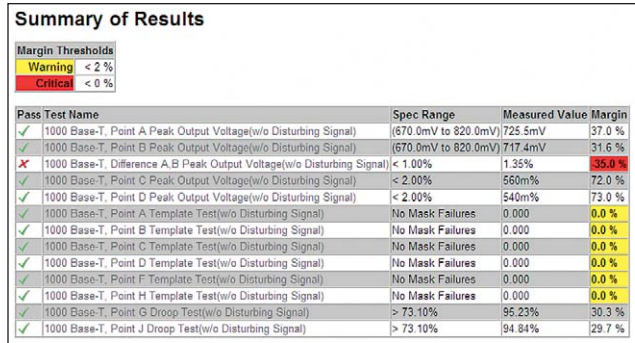 Summary of Results
Margin Thresholds
Warning < 2 %
Critical < 0 %
Pass Test Name Spec Range Measured Value Margin
1000 Base-T, Point A Peak Output Voltage(w/o Disturbing Signal) (670.0mV to 820.0mV) 725.5mV 37.0 %
1000 Base-T, Point B Peak Output Voltage(w/o Disturbing Signal) (670.0mV to 820.0mV) 717.4mV 31.6 %
1000 Base-T, Difference A,B Peak Output Voltage(w/o Disturbing Signal) < 1.00% 1.35% -35.0 %
1000 Base-T, Point C Peak Output Voltage(w/o Disturbing Signal) < 2.00% 560m% 72.0 %
1000 Base-T, Point D Peak Output Voltage(w/o Disturbing Signal) < 2.00% 540m% 73.0 %
1000 Base-T, Point A Template Test(w/o Disturbing Signal) No Mask Failures 0.000 0.0 %
1000 Base-T, Point B Template Test(w/o Disturbing Signal) No Mask Failures 0.000 0.0 %
1000 Base-T, Point C Template Test(w/o Disturbing Signal) No Mask Failures 0.000 0.0 %
1000 Base-T, Point D Template Test(w/o Disturbing Signal) No Mask Failures 0.000 0.0 %
1000 Base-T, Point F Template Test(w/o Disturbing Signal) No Mask Failures 0.000 0.0 %
1000 Base-T, Point H Template Test(w/o Disturbing Signal) No Mask Failures 0.000 0.0 %
1000 Base-T, Point G Droop Test(w/o Disturbing Signal) > 73.10% 95.23% 30.3 %
1000 Base-T, Point J Droop Test(w/o Disturbing Signal) > 73.10% 94.84% 29.7 %